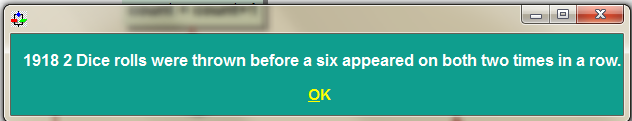 1918 2 Dice rolls were thrown before a six appeared on both two times in a row.
OK